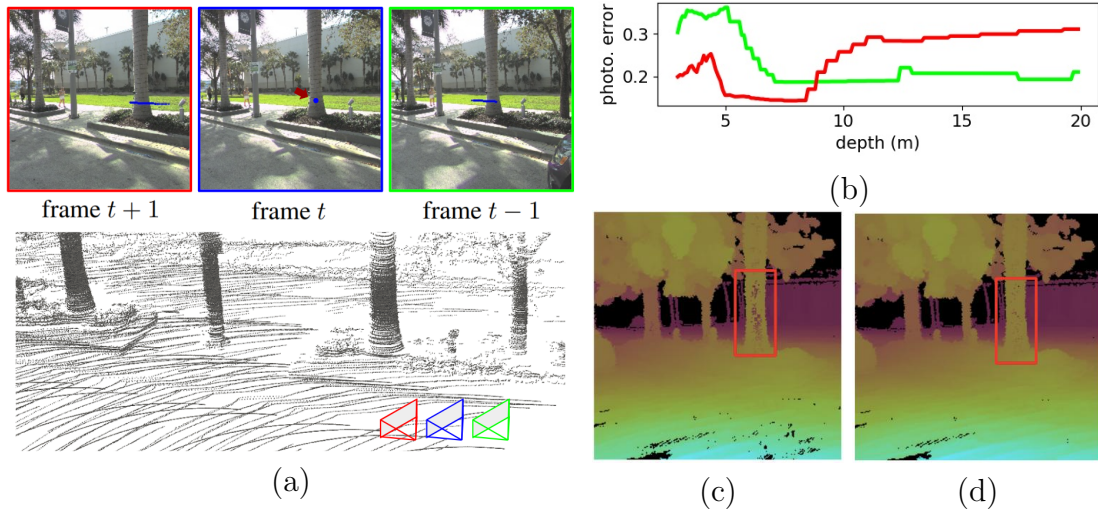 frame t + 1
frame t
frame t − 1
(a)
photo. error
0.3
0.2
5
10
15
20
depth (m)
(b)
(c)
(d)